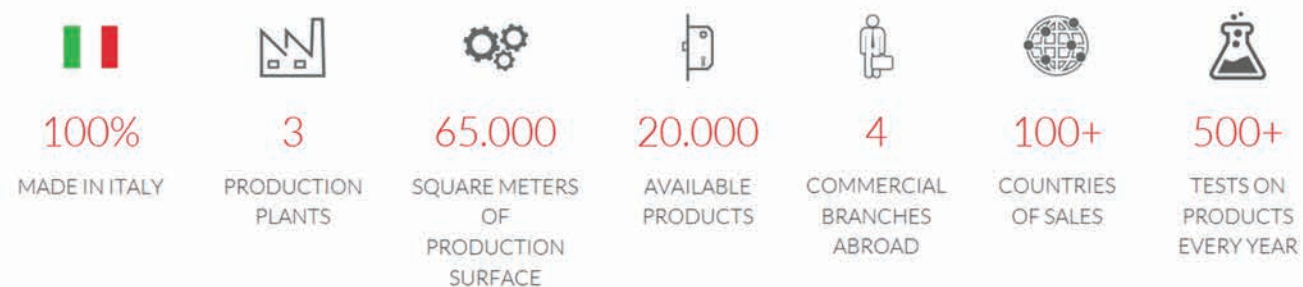 100%
MADE IN ITALY
3
PRODUCTION
PLANTS
65.000
SQUARE METERS
OF
PRODUCTION
SURFACE
20.000
AVAILABLE
PRODUCTS
4
COMMERCIAL
BRANCHES
ABROAD
100+
COUNTRIES
OF SALES
500+
TESTS ON
PRODUCTS
EVERY YEAR